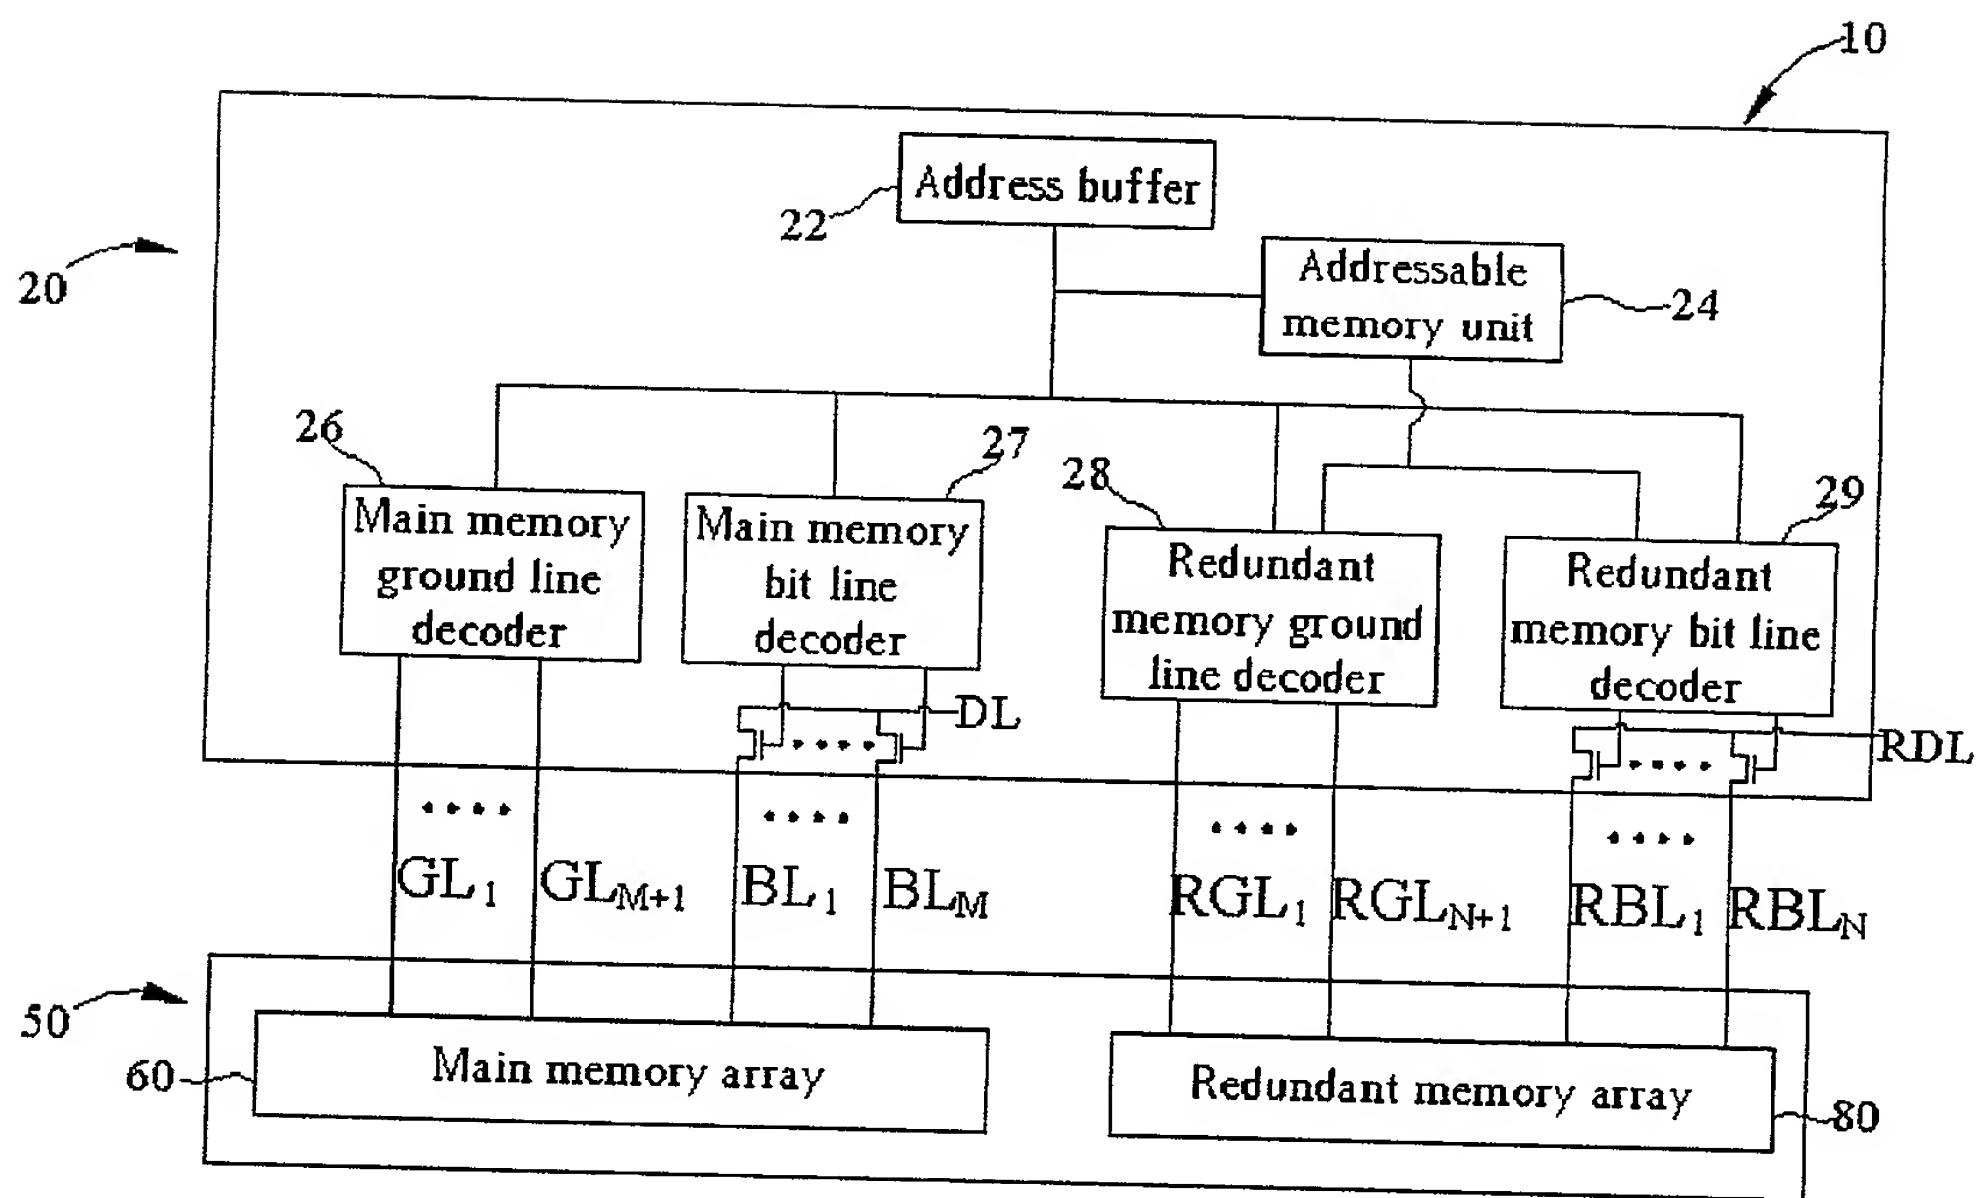 10
Address buffer
22
20
Addressable
memory unit
24
26
27
28
29
Main memory
ground line
decoder
Main memory
bit line
decoder
Redundant
memory ground
line decoder
Redundant
memory bit line
decoder
DL
RDL
GL1
GLM+1
BL1
BLM
RGL1
RGLN+1
RBL1
RBLN
50
60
Main memory array
Redundant memory array
80